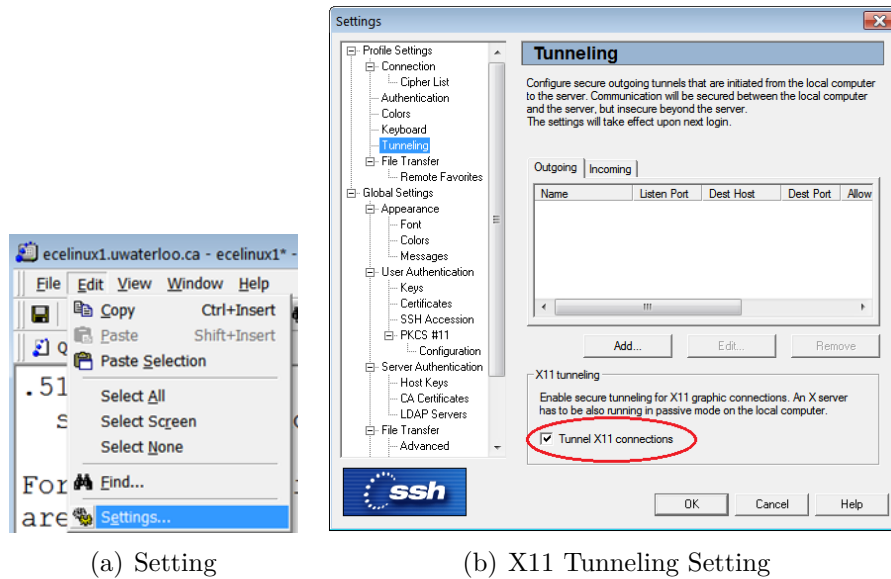 ecelinux1.uwaterloo.ca - ecelinux1* -
File Edit View Window Help
Copy Ctrl+Insert
Paste Shift+Insert
Paste Selection
Select All
Select Screen
Select None
Find...
Settings...
Q
.51
s
For
are
(a) Setting
Settings
Profile Settings
Connection
Cipher List
Authentication
Colors
Keyboard
Tunneling
File Transfer
Remote Favorites
Global Settings
Appearance
Font
Colors
Messages
User Authentication
Keys
Certificates
SSH Accession
PKCS #11
Configuration
Server Authentication
Host Keys
CA Certificates
LDAP Servers
File Transfer
Advanced
ssh
Tunneling
Configure secure outgoing tunnels that are initiated from the local computer
to the server. Communication will be secured between the local computer
and the server, but insecure beyond the server.
The settings will take effect upon next login.
Outgoing Incoming
Name Listen Port Dest Host Dest Port Allow
Add... Edit... Remove
X11 tunneling
Enable secure tunneling for X11 graphic connections. An X server
has to be also running in passive mode on the local computer.
Tunnel X11 connections
OK Cancel Help
(b) X11 Tunneling Setting